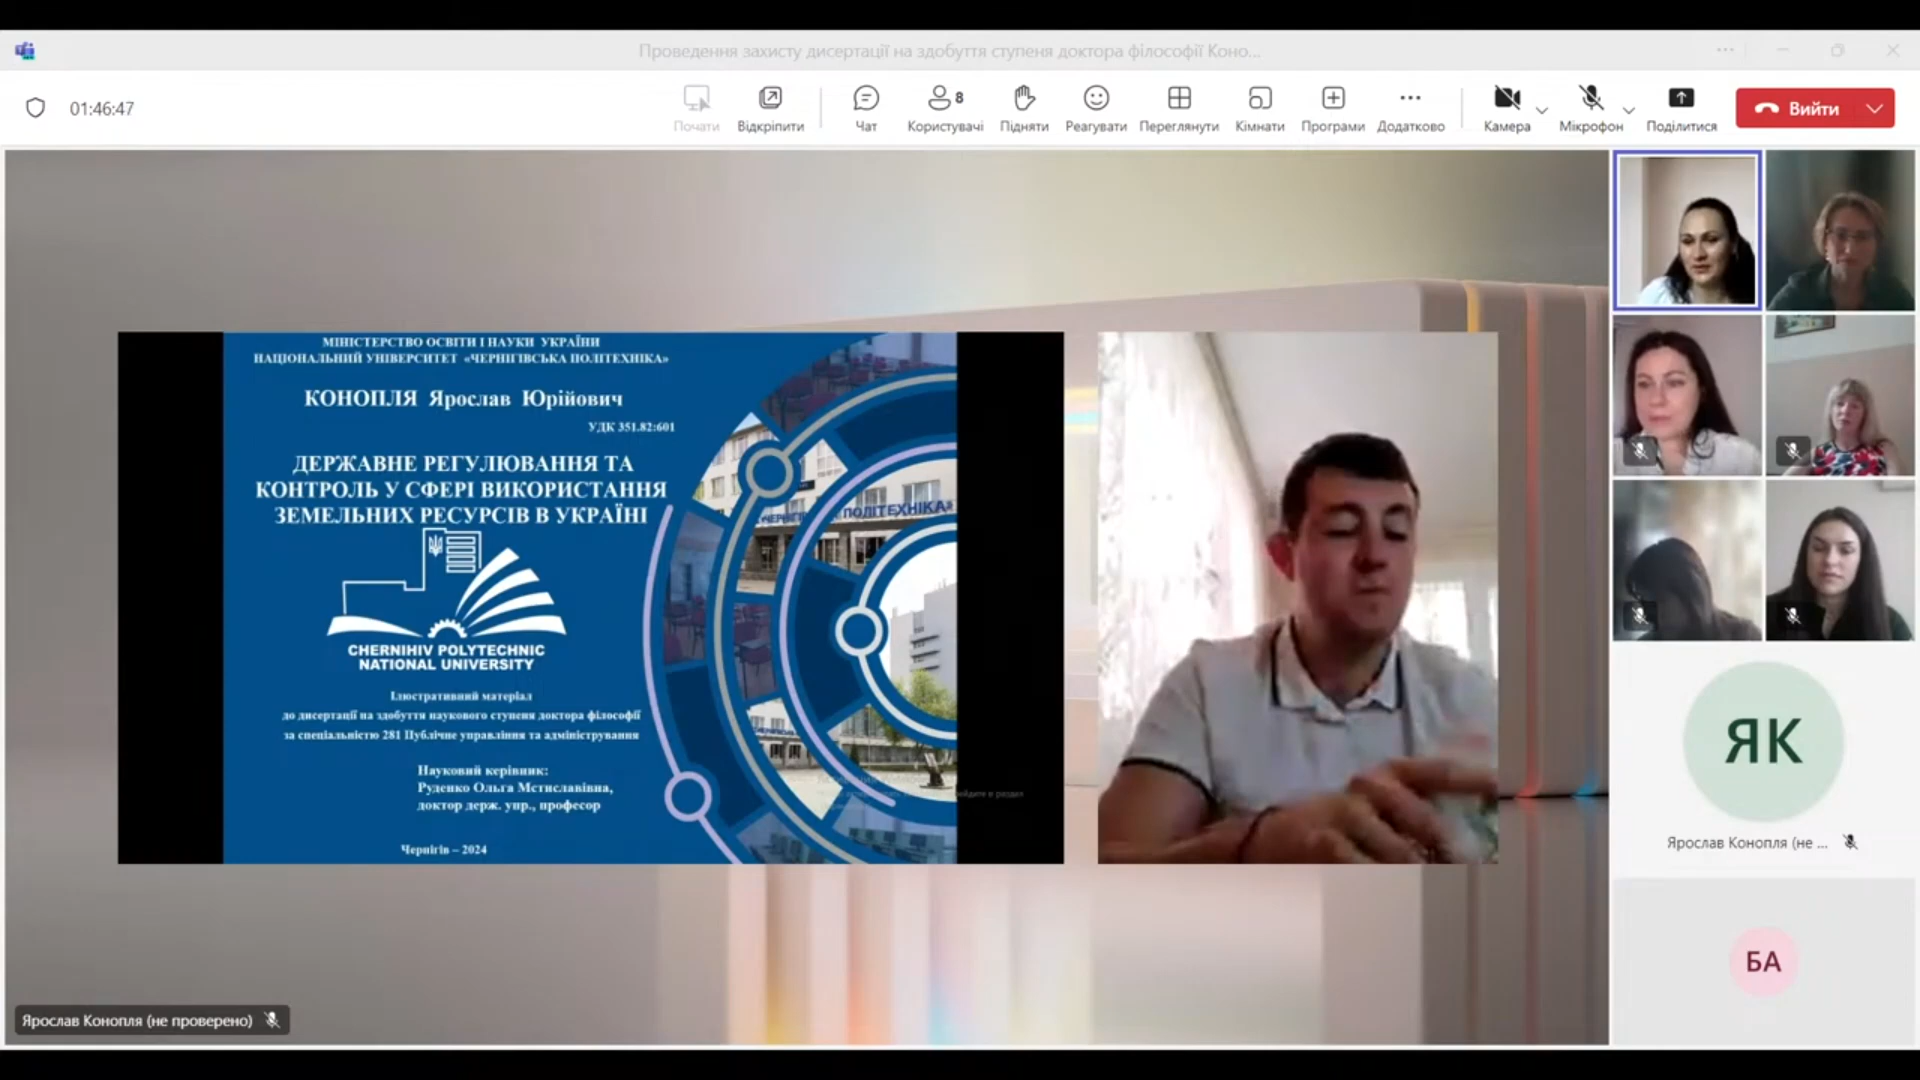 Проведення захисту дисертації на здобуття ступеня доктора філософії Коно...
01:46:47
Почати
Відкріпити
Чат
8
Користувачі
Підняти
Реагувати
Переглянути
Кімнати
Програми
Додатково
Камера
Мікрофон
Поділитися
Вийти
МІНІСТЕРСТВО ОСВІТИ І НАУКИ УКРАЇНИ
НАЦІОНАЛЬНИЙ УНІВЕРСИТЕТ «ЧЕРНІГІВСЬКА ПОЛІТЕХНІКА»
КОНОПЛЯ Ярослав Юрійович
УДК 351.82:601
ДЕРЖАВНЕ РЕГУЛЮВАННЯ ТА
КОНТРОЛЬ У СФЕРІ ВИКОРИСТАННЯ
ЗЕМЕЛЬНИХ РЕСУРСІВ В УКРАЇНІ
ПОЛІТЕХНІКА»
CHERNIHIV POLYTECHNIC
NATIONAL UNIVERSITY
Ілюстративний матеріал
до дисертації на здобуття наукового ступеня доктора філософії
за спеціальністю 281 Публічне управління та адміністрування
Науковий керівник:
Руденко Ольга Мстиславівна,
доктор держ. упр., професор
Чернігів – 2024
ЯК
Ярослав Конопля (не ...
БА
Ярослав Конопля (не проверено)